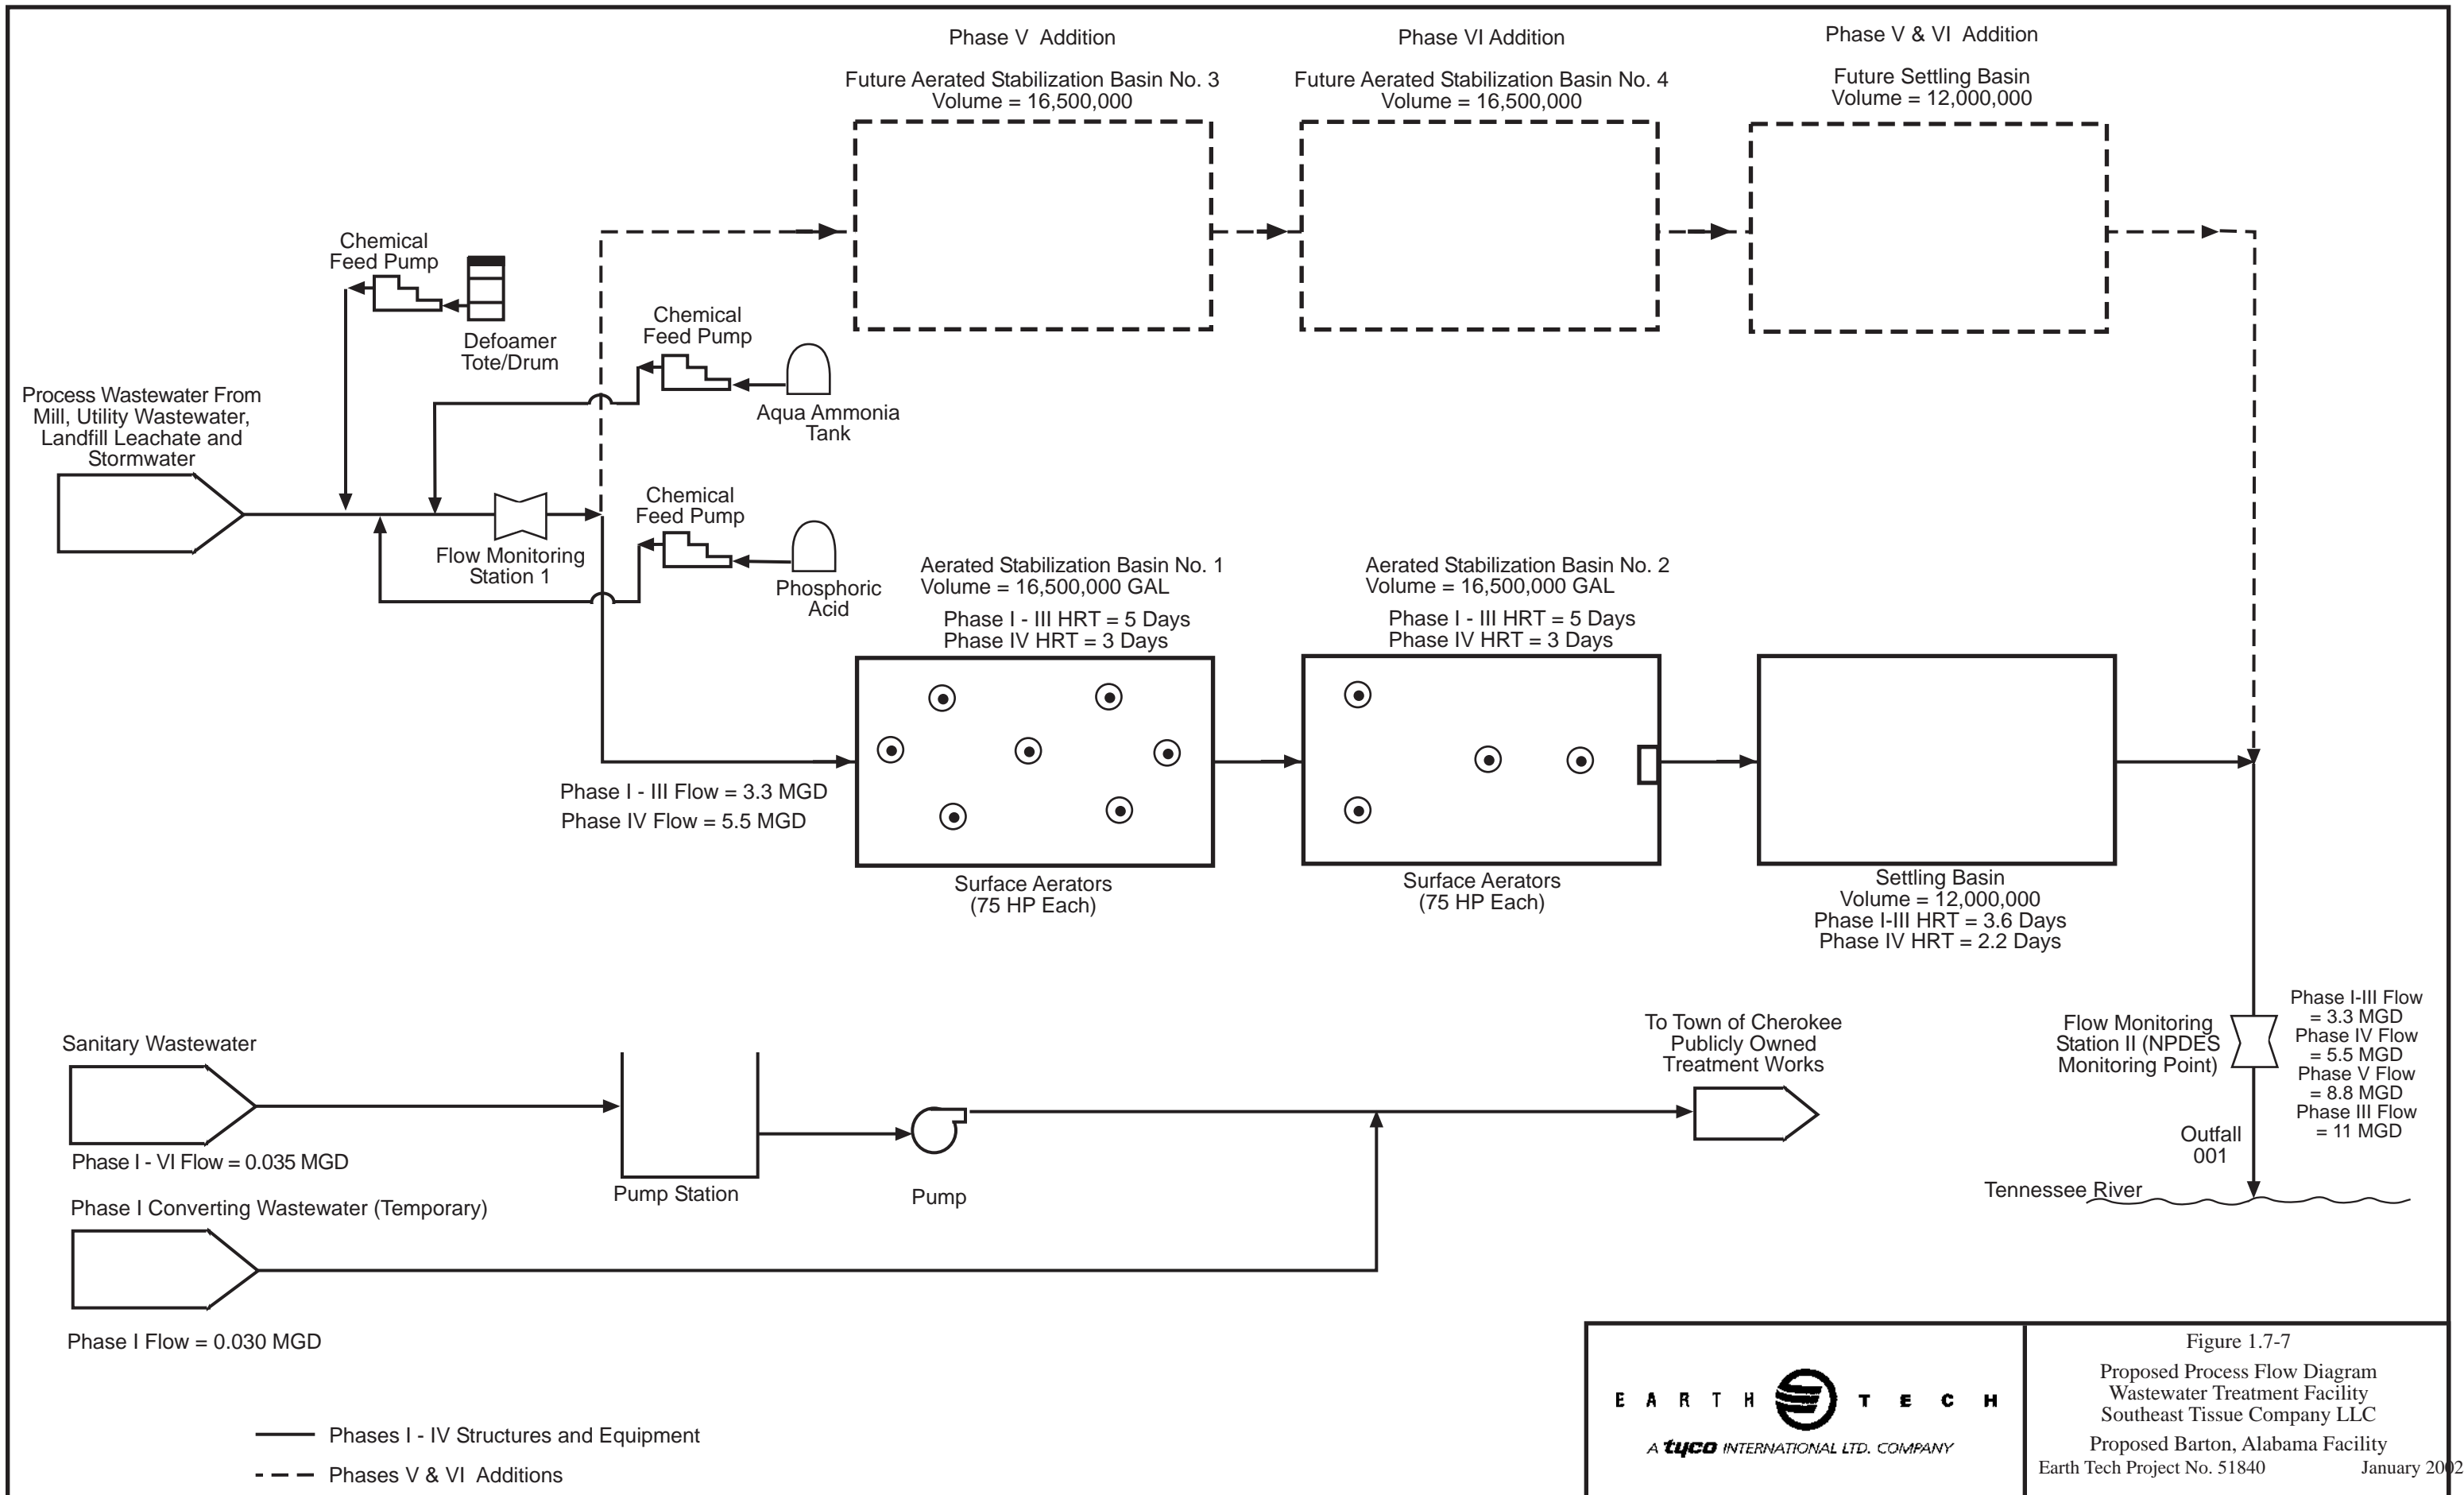 Phase V Addition
Future Aerated Stabilization Basin No. 3
Volume = 16,500,000
Phase VI Addition
Future Aerated Stabilization Basin No. 4
Volume = 16,500,000
Phase V & VI Addition
Future Settling Basin
Volume = 12,000,000
Chemical
Feed Pump
Defoamer
Tote/Drum
Chemical
Feed Pump
Aqua Ammonia
Tank
Process Wastewater From
Mill, Utility Wastewater,
Landfill Leachate and
Stormwater
Flow Monitoring
Station 1
Chemical
Feed Pump
Phosphoric
Acid
Aerated Stabilization Basin No. 1
Volume = 16,500,000 GAL
Phase I - III HRT = 5 Days
Phase IV HRT = 3 Days
Aerated Stabilization Basin No. 2
Volume = 16,500,000 GAL
Phase I - III HRT = 5 Days
Phase IV HRT = 3 Days
Phase I - III Flow = 3.3 MGD
Phase IV Flow = 5.5 MGD
Surface Aerators
(75 HP Each)
Surface Aerators
(75 HP Each)
Settling Basin
Volume = 12,000,000
Phase I-III HRT = 3.6 Days
Phase IV HRT = 2.2 Days
Sanitary Wastewater
Phase I - VI Flow = 0.035 MGD
Pump Station
Pump
To Town of Cherokee
Publicly Owned
Treatment Works
Flow Monitoring
Station II (NPDES
Monitoring Point)
Phase I-III Flow
= 3.3 MGD
Phase IV Flow
= 5.5 MGD
Phase V Flow
= 8.8 MGD
Phase III Flow
= 11 MGD
Outfall
001
Tennessee River
Phase I Converting Wastewater (Temporary)
Phase I Flow = 0.030 MGD
Phases I - IV Structures and Equipment
Phases V & VI Additions
EARTH TECH
A tyco INTERNATIONAL LTD. COMPANY
Figure 1.7-7
Proposed Process Flow Diagram
Wastewater Treatment Facility
Southeast Tissue Company LLC
Proposed Barton, Alabama Facility
Earth Tech Project No. 51840 January 2002